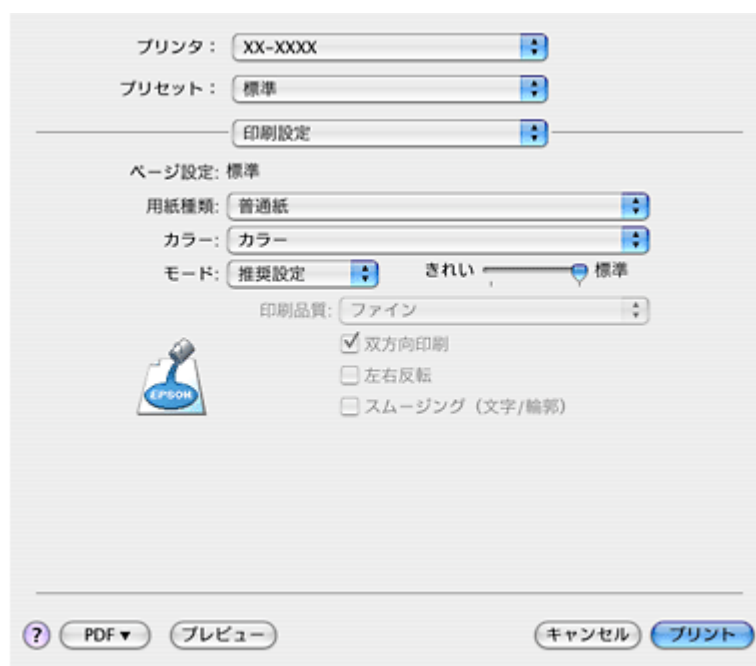 プリンタ： XX-XXXX
プリセット： 標準
印刷設定
ページ設定: 標準
用紙種類: 普通紙
カラー: カラー
モード: 推奨設定 きれい 標準
印刷品質: ファイン
双方向印刷
左右反転
スムージング（文字/輪郭）
EPSON
? PDF▼ プレビュー キャンセル プリント